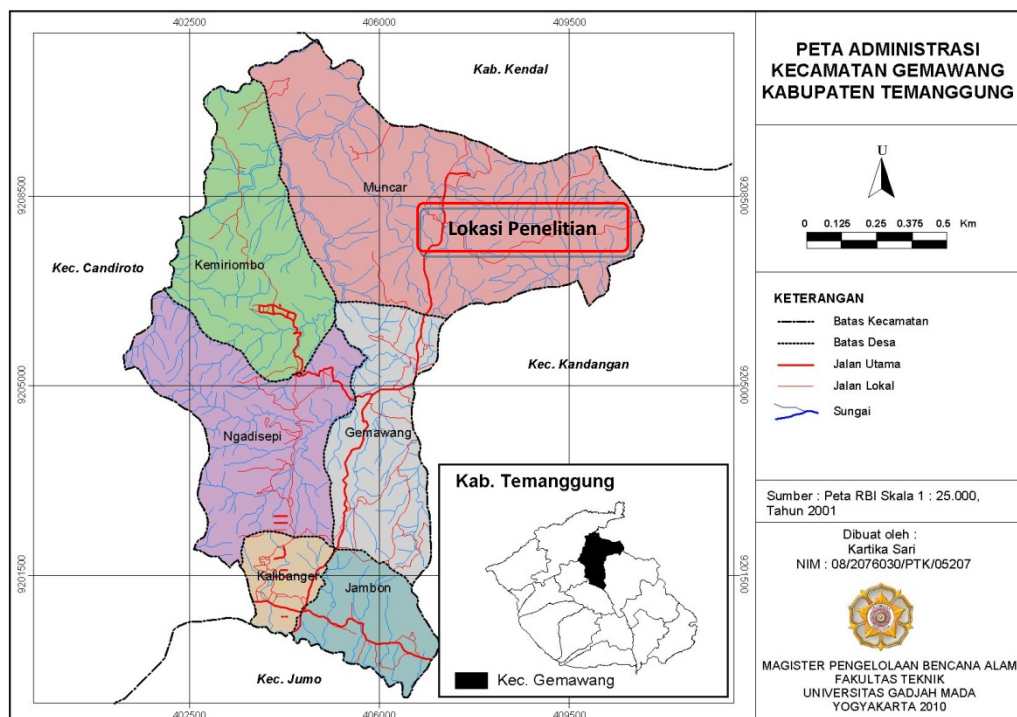 402500
406000
409500
9208500
9205000
9201500
9208500
9205000
9201500
402500
406000
409500
Kab. Kendal
Muncar
Lokasi Penelitian
Kec. Candiroto
Kemiriombo
Kec. Kandangan
Ngadisepi
Gemawang
Kalibanger
Jambon
Kec. Jumo
Kab. Temanggung
Kec. Gemawang
PETA ADMINISTRASI
KECAMATAN GEMAWANG
KABUPATEN TEMANGGUNG
U
0 0.125 0.25 0.375 0.5
Km
KETERANGAN
Batas Kecamatan
Batas Desa
Jalan Utama
Jalan Lokal
Sungai
Sumber : Peta RBI Skala 1 : 25.000,
Tahun 2001
Dibuat oleh :
Kartika Sari
NIM : 08/2076030/PTK/05207
MAGISTER PENGELOLAAN BENCANA ALAM
FAKULTAS TEKNIK
UNIVERSITAS GADJAH MADA
YOGYAKARTA 2010